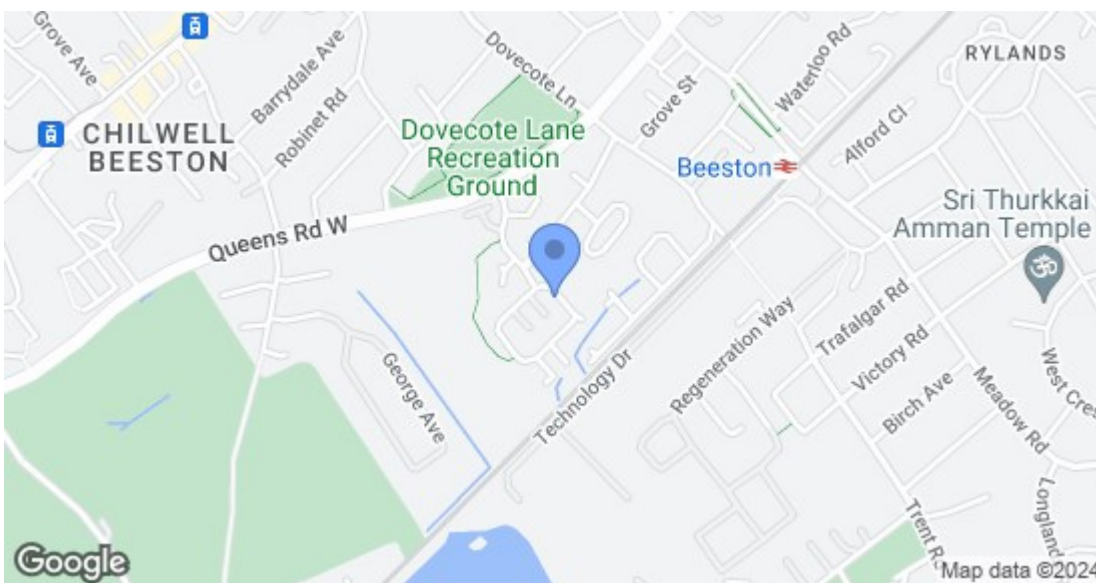 Grove Ave
Barrydale Ave
Robinet Rd
Dovecote Ln
Grove St
Waterloo Rd
RYLANDS
Alford Cl
CHILWELL
BEESTON
Dovecote Lane
Recreation
Ground
Beeston
Sri Thurkkai
Amman Temple
Queens Rd W
George Ave
Technology Dr
Regeneration Way
Trafalgar Rd
Victory Rd
Birch Ave
Meadow Rd
West Cres
Longland
Trent R
Google
Map data ©2024